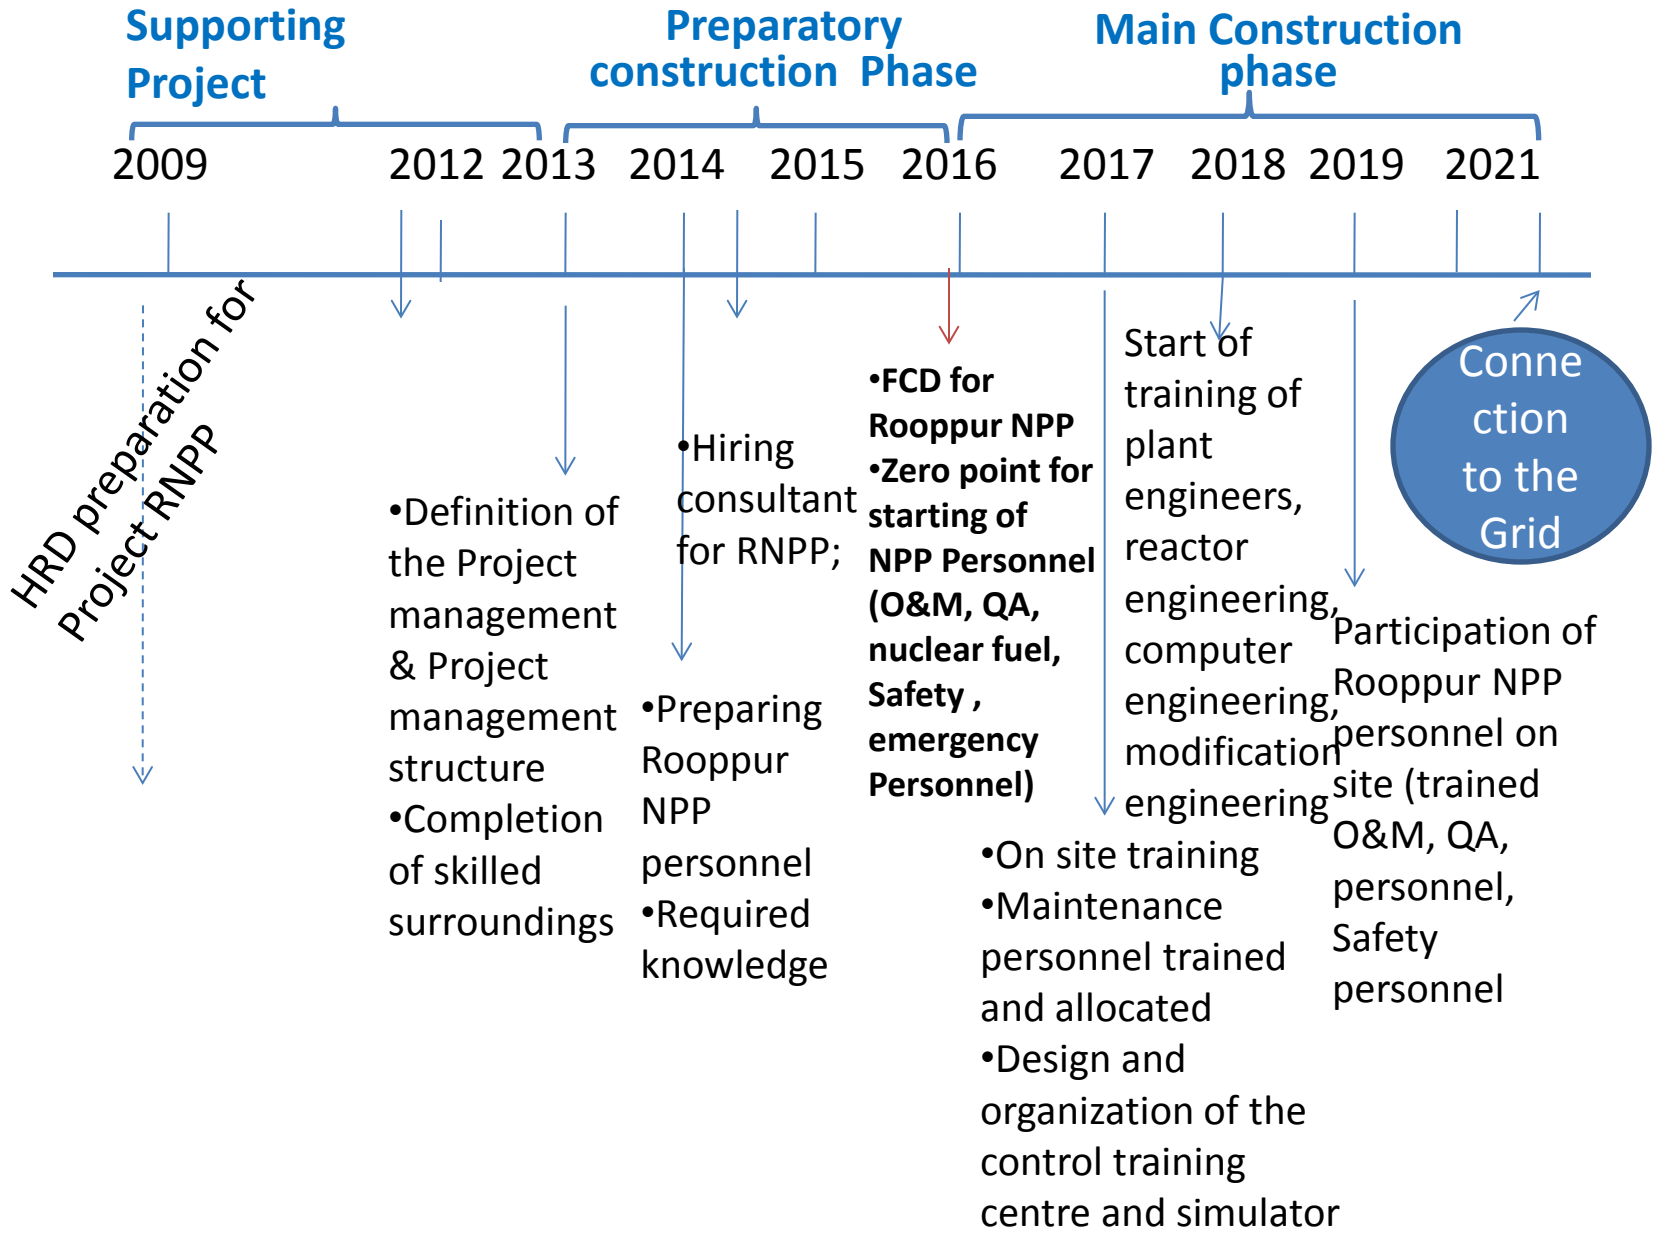 Supporting
Project
Preparatory
construction  Phase
Main Construction
phase
2009
2012
2013
2014
2015
2016
2017
2018
2019
2021
HRD preparation for
Project RNPP
•Definition of
the Project
management
& Project
management
structure
•Completion
of skilled
surroundings
•Hiring
consultant
for RNPP;
•Preparing
Rooppur
NPP
personnel
•Required
knowledge
•FCD for
Rooppur NPP
•Zero point for
starting of
NPP Personnel
(O&M, QA,
nuclear fuel,
Safety ,
emergency
Personnel)
•On site training
•Maintenance
personnel trained
and allocated
•Design and
organization of the
control training
centre and simulator
Start of
training of
plant
engineers,
reactor
engineering,
computer
engineering,
modification
engineering
Participation of
Rooppur NPP
personnel on
site (trained
O&M, QA,
personnel,
Safety
personnel
Conne
ction
to the
Grid